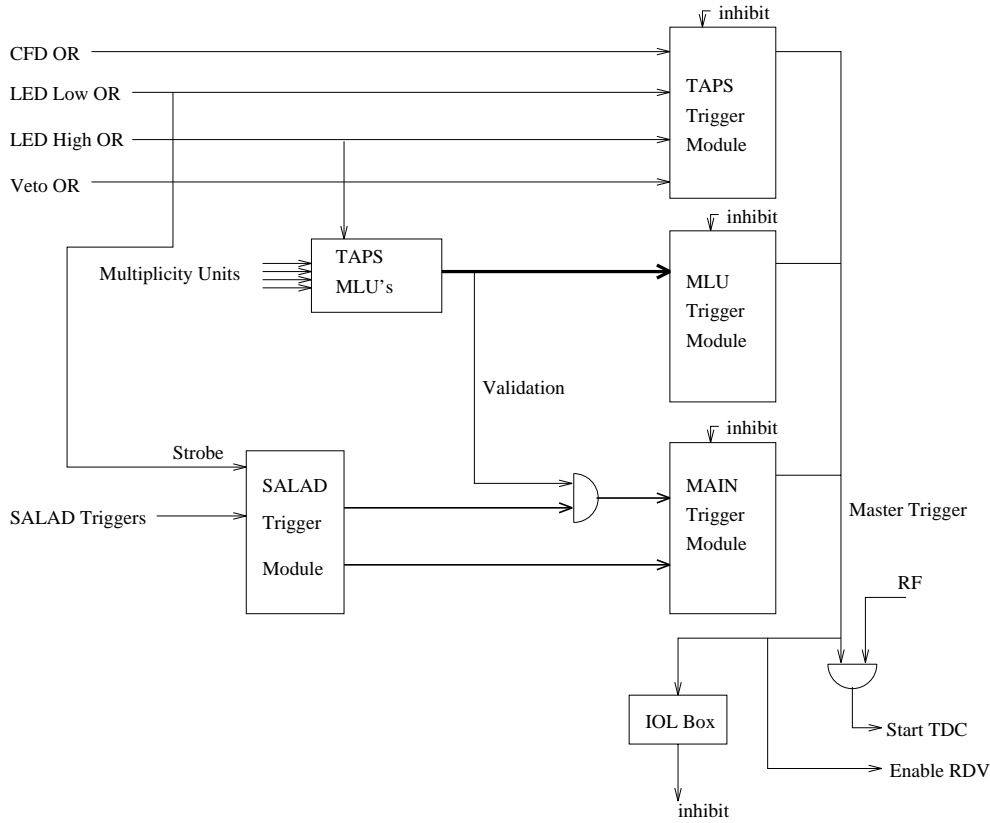 inhibit
CFD OR
LED Low OR
LED High OR
Veto OR
TAPS
Trigger
Module
inhibit
Multiplicity Units
TAPS
MLU's
MLU
Trigger
Module
Validation
inhibit
Strobe
SALAD Triggers
SALAD
Trigger
Module
MAIN
Trigger
Module
Master Trigger
RF
IOL Box
Start TDC
Enable RDV
inhibit